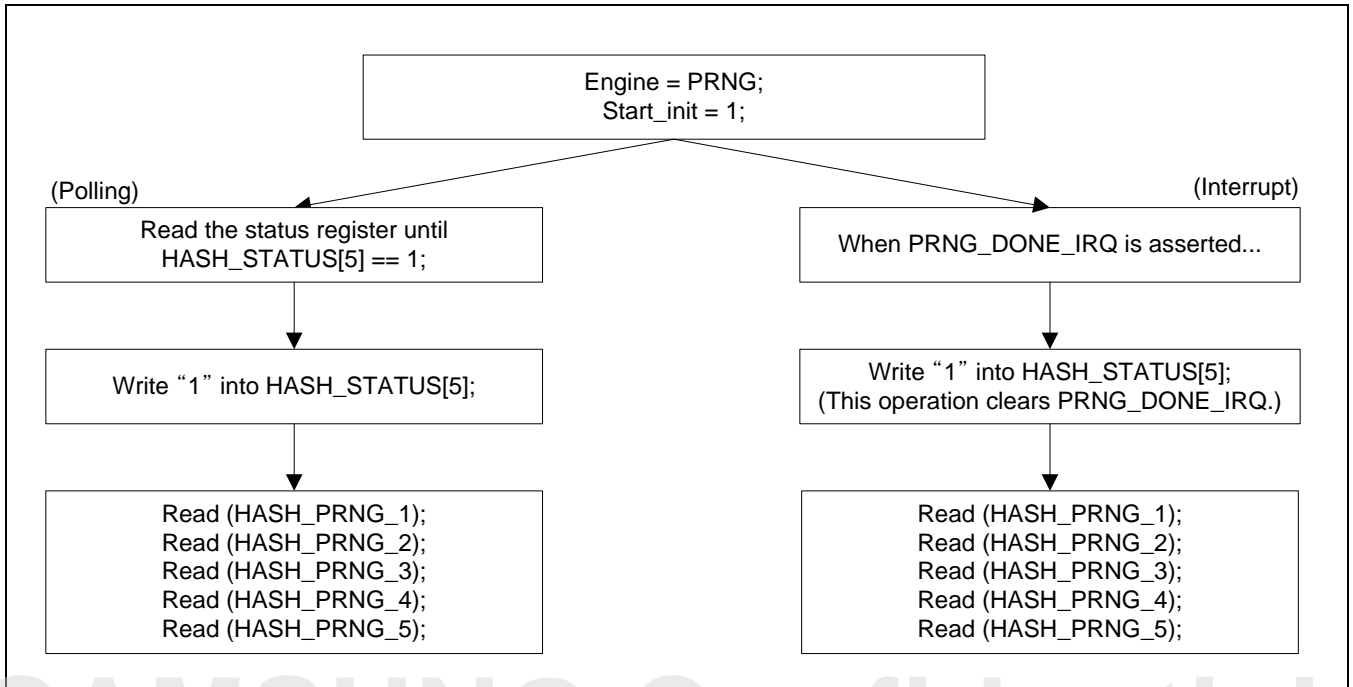 Engine = PRNG;
Start_init = 1;
(Polling)
Read the status register until
HASH_STATUS[5] == 1;
Write “1” into HASH_STATUS[5];
Read (HASH_PRNG_1);
Read (HASH_PRNG_2);
Read (HASH_PRNG_3);
Read (HASH_PRNG_4);
Read (HASH_PRNG_5);
(Interrupt)
When PRNG_DONE_IRQ is asserted...
Write “1” into HASH_STATUS[5];
(This operation clears PRNG_DONE_IRQ.)
Read (HASH_PRNG_1);
Read (HASH_PRNG_2);
Read (HASH_PRNG_3);
Read (HASH_PRNG_4);
Read (HASH_PRNG_5);